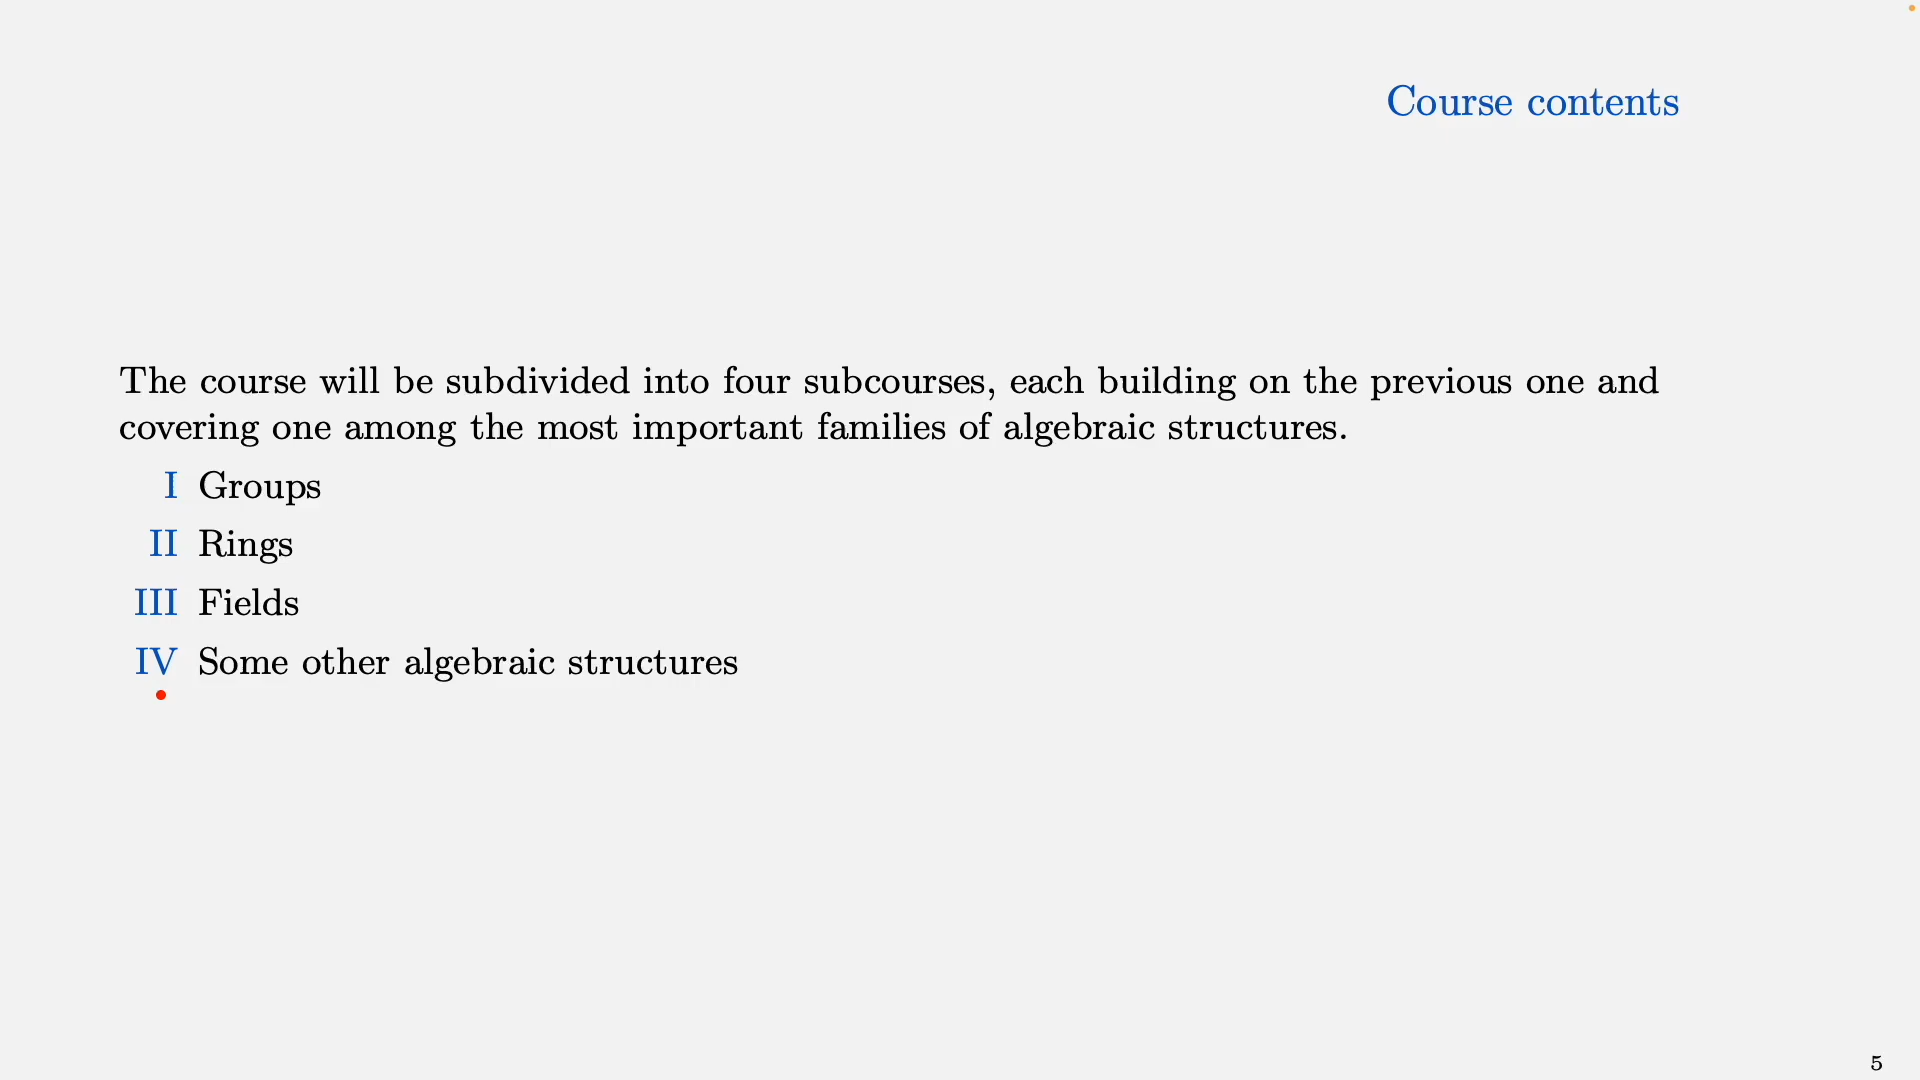 Course contents
The course will be subdivided into four subcourses, each building on the previous one and
covering one among the most important families of algebraic structures.
I Groups
II Rings
III Fields
IV Some other algebraic structures
5